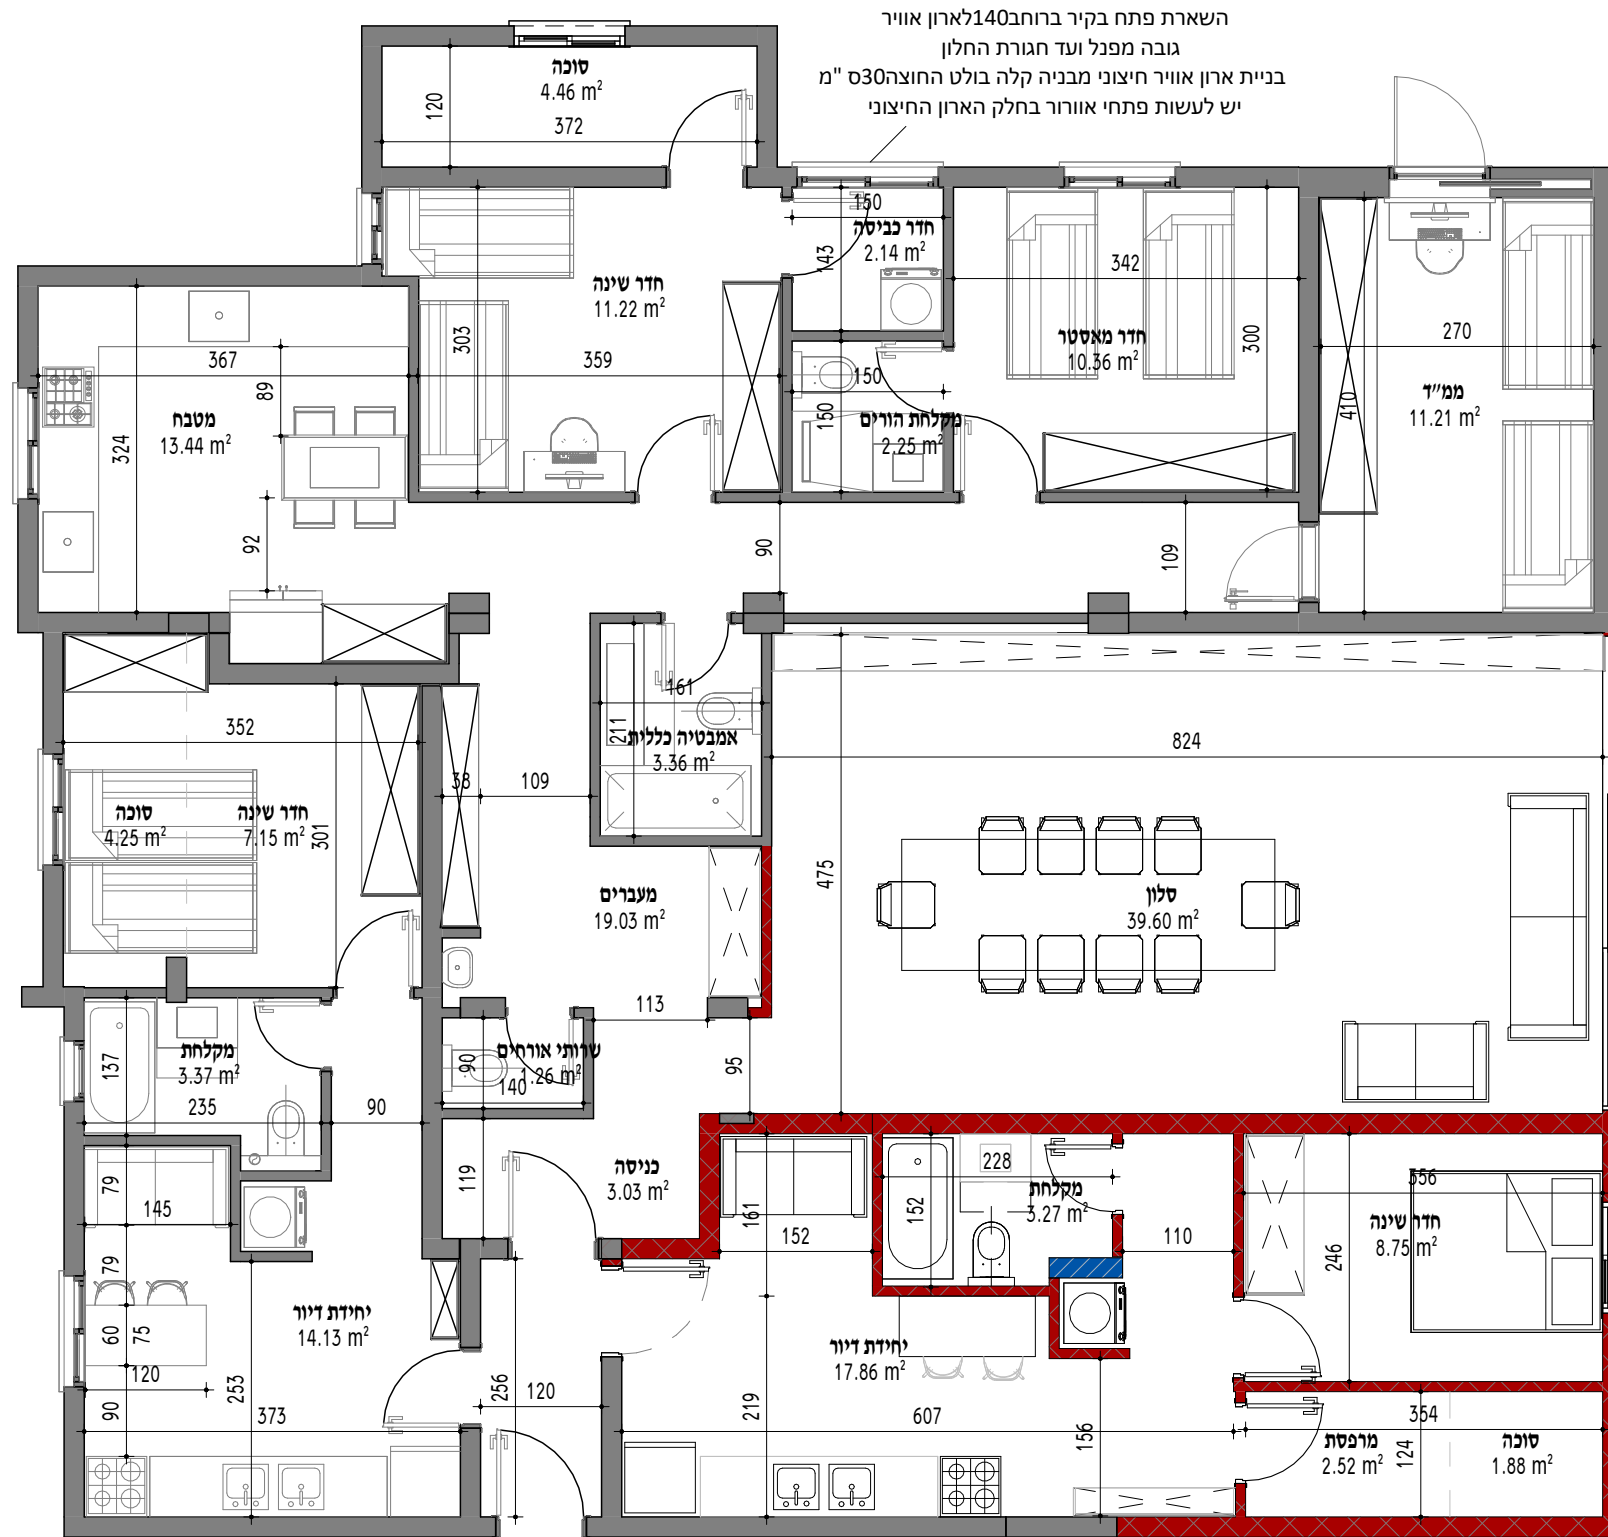 השארת פתח בקיר ברוחב140לארון אוויר
גובה מפנל ועד חגורת החלון
בניית ארון אוויר חיצוני מבניה קלה בולט החוצה30ס "מ
יש לעשות פתחי אוורור בחלק הארון החיצוני
סוכה
4.46 m²
120
372
150
חדר כביסה
2.14 m²
143
חדר שינה
11.22 m²
303
359
342
חדר מאסטר
10.36 m²
300
270
ממ״ד
11.21 m²
410
367
89
מטבח
13.44 m²
324
92
150
150
מקלחת הורים
2.25 m²
90
109
161
211
אמבטיה כללית
3.36 m²
824
352
38
109
סוכה
4.25 m²
חדר שינה
7.15 m²
301
475
מעברים
19.03 m²
סלון
39.60 m²
113
137
מקלחת
3.37 m²
235
90
90
שרותי אורחים
1.26 m²
140
95
119
כניסה
3.03 m²
79
145
79
161
152
228
152
מקלחת
3.27 m²
110
356
חדר שינה
8.75 m²
246
יחידת דיור
14.13 m²
60
75
120
90
253
373
256
120
יחידת דיור
17.86 m²
219
607
156
364
מרפסת
2.52 m²
124
סוכה
1.88 m²